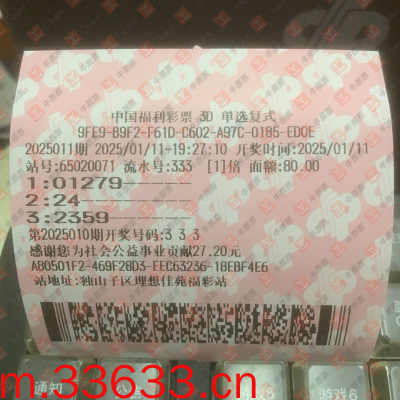 中国福利彩票 3D 单选复式
9FE9-B9F2-F61D-C602-A97C-0185-EDOE
2025011期 2025/01/11-19:27:10 开奖时间:2025/01/11
站号:65020071 流水号:333 [1]倍 面额:80.00
1:01279------
2:24------
3:2359------
第2025010期开奖号码:3 3 3
感谢您为社会公益事业贡献27.20元
AB0501F2-469F28D3-EEC63236-18EBF4E6
站地址:独山子区理想佳苑福彩站
m.33633.cn
通知